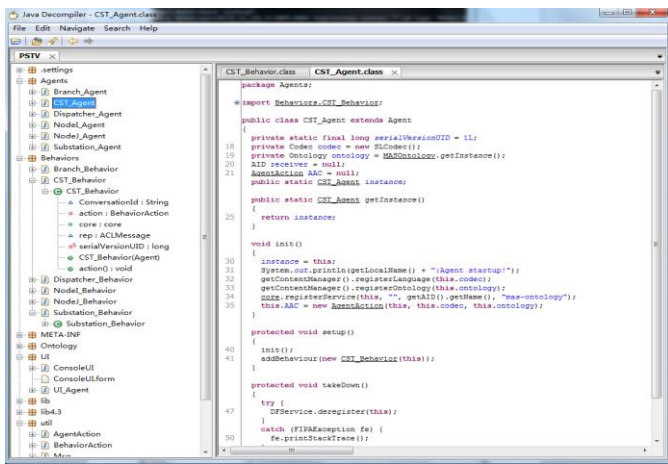 Java Decompiler - CST_Agent.class
File Edit Navigate Search Help
PSTV
.settings
Agents
Branch_Agent
CST_Agent
Dispatcher_Agent
NodeI_Agent
NodeJ_Agent
Substation_Agent
Behaviors
Branch_Behavior
CST_Behavior
CST_Behavior
ConversationId : String
action : BehaviorAction
core : core
rep : ACLMessage
serialVersionUID : long
CST_Behavior(Agent)
action() : void
Dispatcher_Behavior
NodeI_Behavior
NodeJ_Behavior
Substation_Behavior
Substation_Behavior
META-INF
Ontology
UI
ConsoleUI
ConsoleUI.form
UI_Agent
lib
lib4.3
util
AgentAction
BehaviorAction
Msg
CST_Behavior.class CST_Agent.class
package Agents;
import Behaviors.CST_Behavior;
public class CST_Agent extends Agent
{
private static final long serialVersionUID = 1L;
18 private Codec codec = new SLCodec();
19 private Ontology ontology = MASOntology.getInstance();
20 AID receiver = null;
21 AgentAction AAC = null;
public static CST_Agent instance;
public static CST_Agent getInstance()
{
25 return instance;
}
void init()
{
30 instance = this;
31 System.out.println(getLocalName() + ":Agent startup!");
32 getContentManager().registerLanguage(this.codec);
33 getContentManager().registerOntology(this.ontology);
34 core.registerService(this, "", getAID().getName(), "mas-ontology");
35 this.AAC = new AgentAction(this, this.codec, this.ontology);
}
protected void setup()
{
40 init();
41 addBehaviour(new CST_Behavior(this));
}
protected void takeDown()
{
try {
47 DFService.deregister(this);
}
catch (FIPAException fe) {
50 fe.printStackTrace();